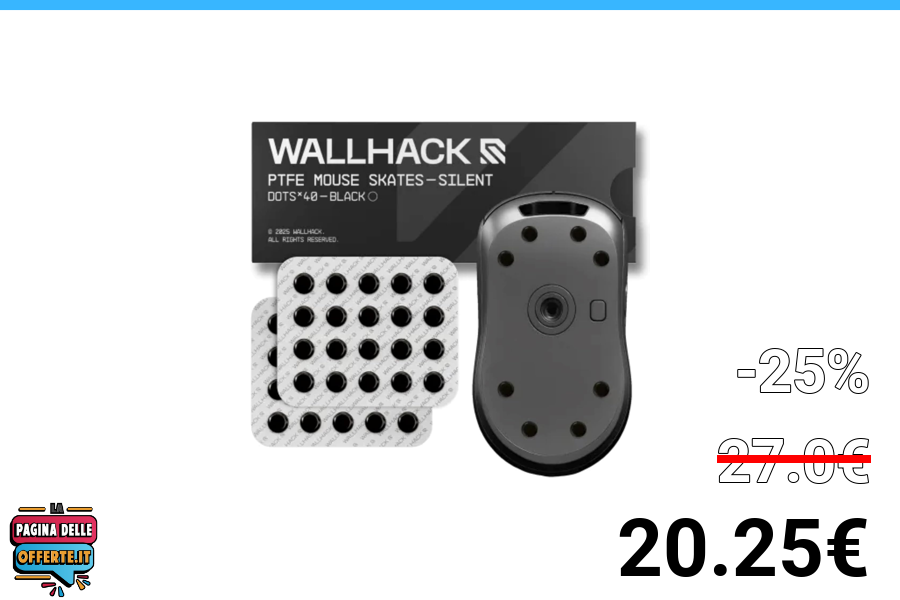 WALLHACK
PTFE MOUSE SKATES—SILENT
DOTS*40—BLACK
© 2025 WALLHACK.
ALL RIGHTS RESERVED.
-25%
27.0€
20.25€
LA
PAGINA DELLE
OFFERTE.IT